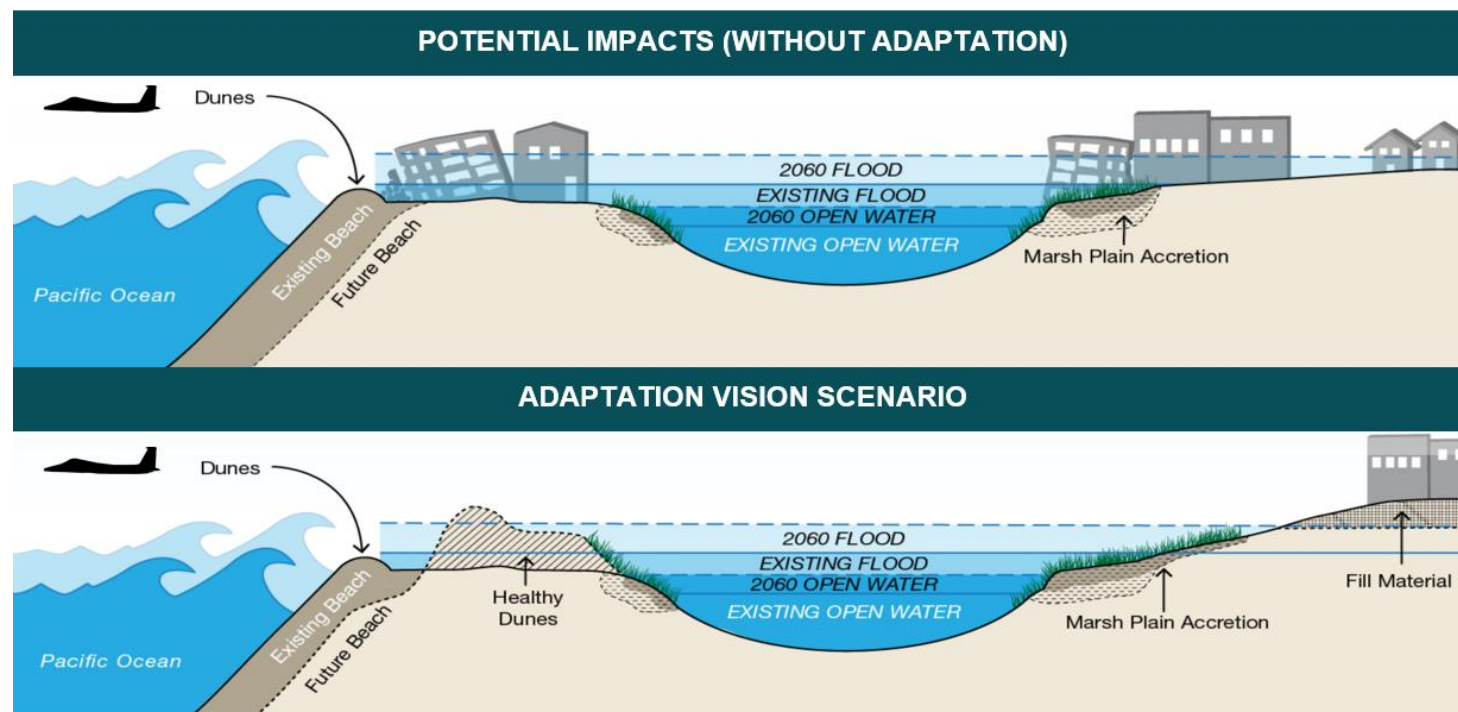 POTENTIAL IMPACTS (WITHOUT ADAPTATION)
Dunes
2060 FLOOD
EXISTING FLOOD
2060 OPEN WATER
EXISTING OPEN WATER
Marsh Plain Accretion
Existing Beach
Future Beach
Pacific Ocean
ADAPTATION VISION SCENARIO
Dunes
2060 FLOOD
EXISTING FLOOD
2060 OPEN WATER
EXISTING OPEN WATER
Healthy
Dunes
Marsh Plain Accretion
Fill Material
Existing Beach
Future Beach
Pacific Ocean